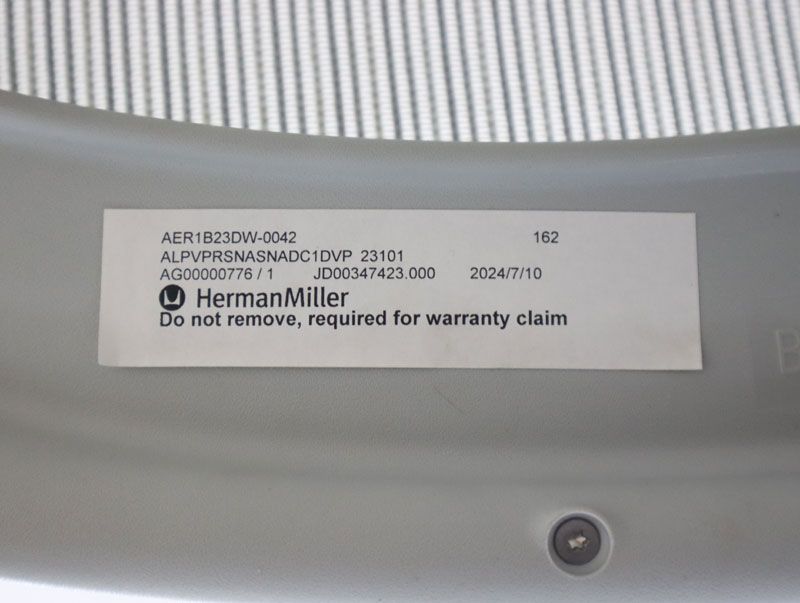 AER1B23DW-0042 162
ALPVPRSNASNADC1DVP 23101
AG00000776 / 1 JD00347423.000 2024/7/10
HermanMiller
Do not remove, required for warranty claim
B